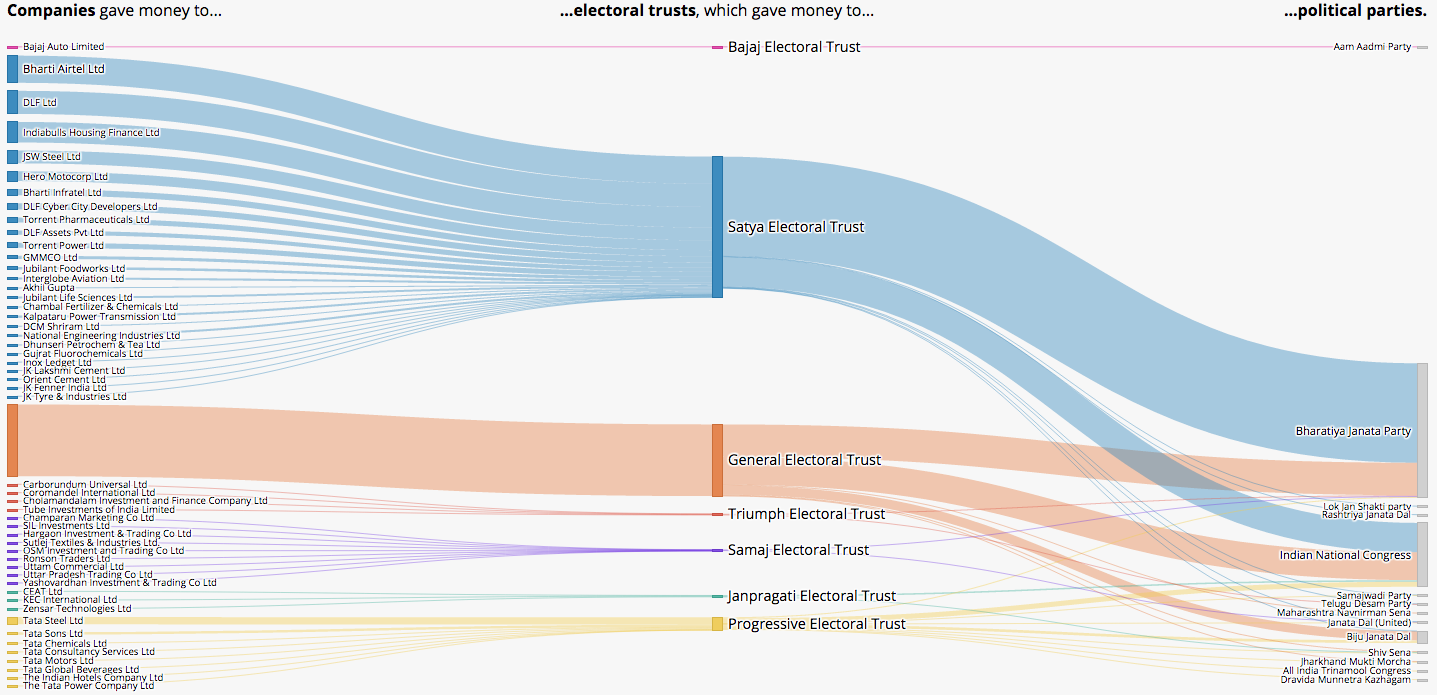 Companies gave money to...
...electoral trusts, which gave money to...
...political parties.
Bajaj Auto Limited
Bharti Airtel Ltd
DLF Ltd
Indiabulls Housing Finance Ltd
JSW Steel Ltd
Hero Motocorp Ltd
Bharti Infratel Ltd
DLF Cyber City Developers Ltd
Torrent Pharmaceuticals Ltd
DLF Assets Pvt Ltd
Torrent Power Ltd
GMMCO Ltd
Jubilant Foodworks Ltd
Interglobe Aviation Ltd
Akhil Gupta
Jubilant Life Sciences Ltd
Chambal Fertilizer & Chemicals Ltd
Kalpataru Power Transmission Ltd
DCM Shriram Ltd
National Engineering Industries Ltd
Dhunseri Petrochem & Tea Ltd
Gujrat Fluorochemicals Ltd
Inox Ledget Ltd
JK Lakshmi Cement Ltd
Orient Cement Ltd
JK Fenner India Ltd
JK Tyre & Industries Ltd
Carborundum Universal Ltd
Coromandel International Ltd
Cholamandalam Investment and Finance Company Ltd
Tube Investments of India Limited
Champaran Marketing Co Ltd
SIL Investments Ltd
Hargaon Investment & Trading Co Ltd
Sutlej Textiles & Industries Ltd
OSM Investment and Trading Co Ltd
Ronson Traders Ltd
Uttam Commercial Ltd
Uttar Pradesh Trading Co Ltd
Yashovardhan Investment & Trading Co Ltd
CEAT Ltd
KEC International Ltd
Zensar Technologies Ltd
Tata Steel Ltd
Tata Sons Ltd
Tata Chemicals Ltd
Tata Consultancy Services Ltd
Tata Motors Ltd
Tata Global Beverages Ltd
The Indian Hotels Company Ltd
The Tata Power Company Ltd
Bajaj Electoral Trust
Satya Electoral Trust
General Electoral Trust
Triumph Electoral Trust
Samaj Electoral Trust
Janpragati Electoral Trust
Progressive Electoral Trust
Aam Aadmi Party
Bharatiya Janata Party
Lok Jan Shakti party
Rashtriya Janata Dal
Indian National Congress
Samajwadi Party
Telugu Desam Party
Maharashtra Navnirman Sena
Janata Dal (United)
Biju Janata Dal
Shiv Sena
Jharkhand Mukti Morcha
All India Trinamool Congress
Dravida Munnetra Kazhagam